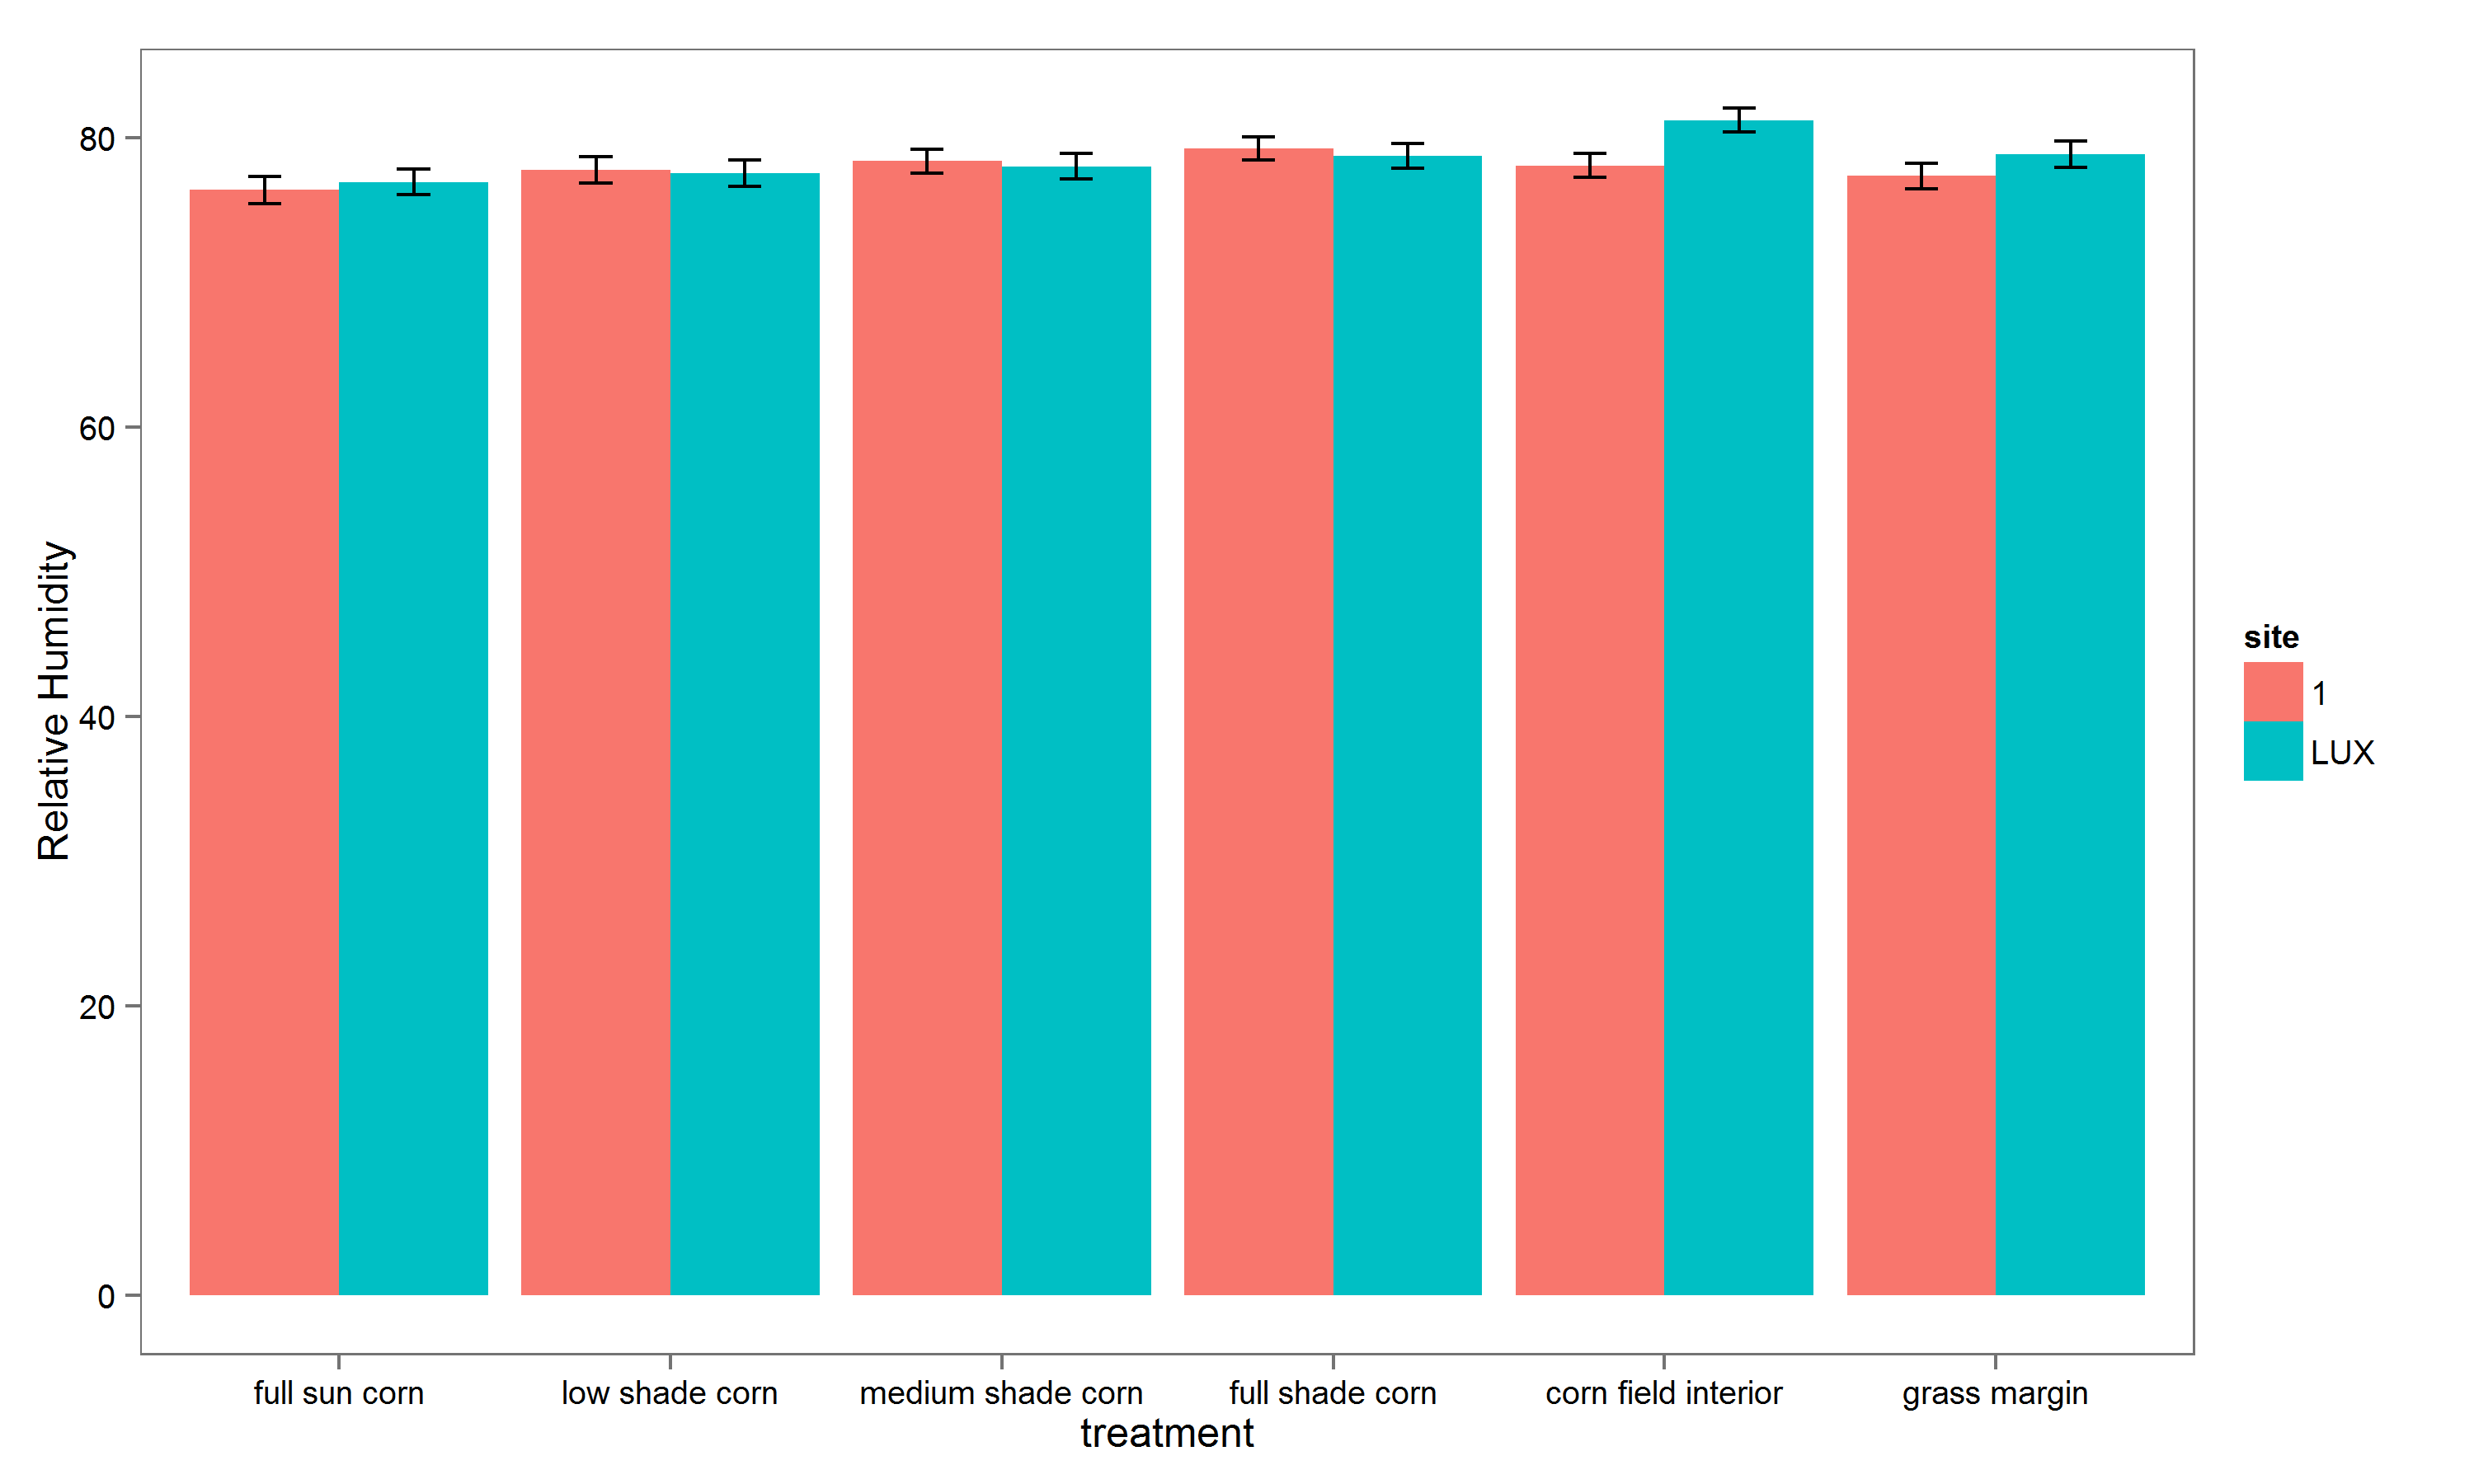 Relative Humidity
80
60
40
20
0
full sun corn
low shade corn
medium shade corn
full shade corn
corn field interior
grass margin
treatment
site
1
LUX